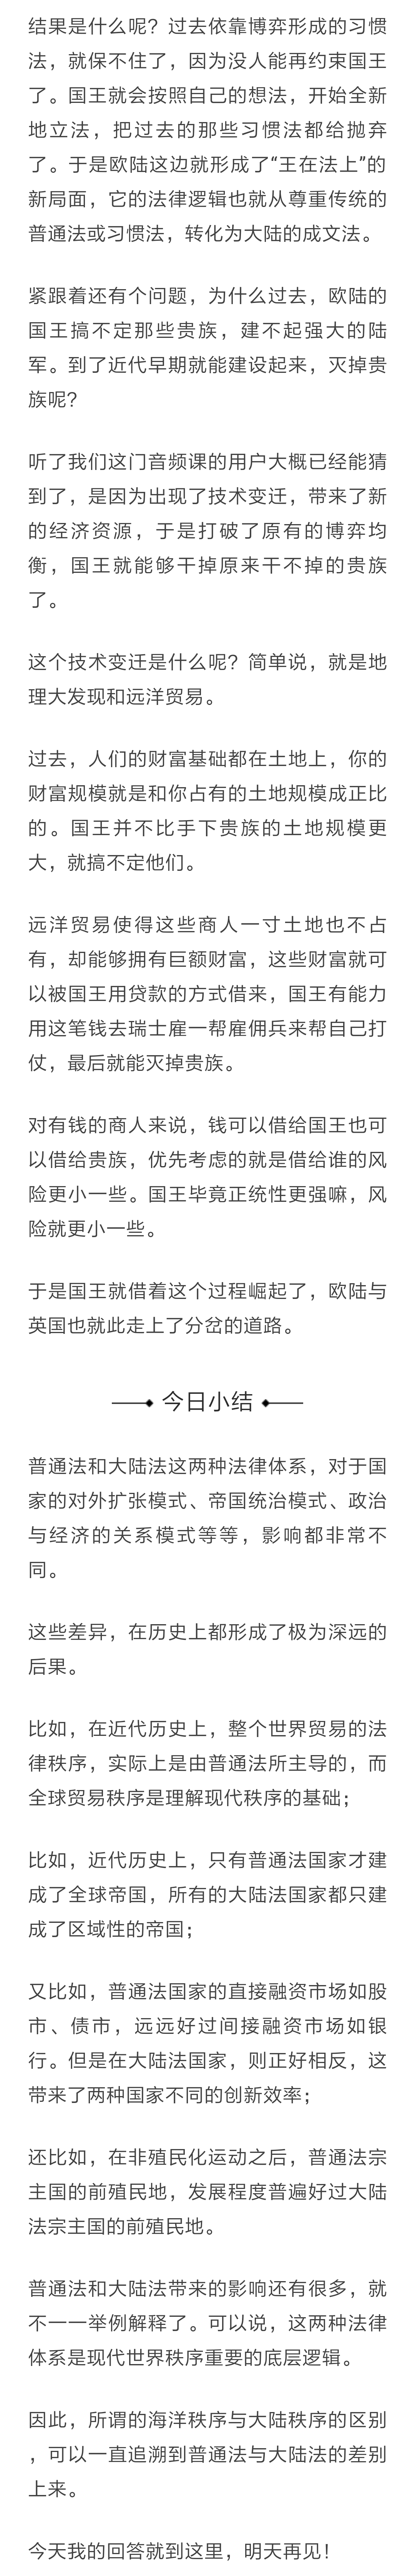 结果是什么呢？过去依靠博弈形成的习惯
法，就保不住了，因为没人能再约束国王
了。国王就会按照自己的想法，开始全新
地立法，把过去的那些习惯法都给抛弃
了。于是欧陆这边就形成了“王在法上”的
新局面，它的法律逻辑也就从尊重传统的
普通法或习惯法，转化为大陆的成文法。
紧跟着还有个问题，为什么过去，欧陆的
国王搞不定那些贵族，建不起强大的陆
军。到了近代早期就能建设起来，灭掉贵
族呢？
听了我们这门音频课的用户大概已经能猜
到了，是因为出现了技术变迁，带来了新
的经济资源，于是打破了原有的博弈均
衡，国王就能够干掉原来干不掉的贵族
了。
这个技术变迁是什么呢？简单说，就是地
理大发现和远洋贸易。
过去，人们的财富基础都在土地上，你的
财富规模就是和你占有的土地规模成正比
的。国王并不比手下贵族的土地规模更
大，就搞不定他们。
远洋贸易使得这些商人一寸土地也不占
有，却能够拥有巨额财富，这些财富就可
以被国王用贷款的方式借来，国王有能力
用这笔钱去瑞士雇一帮雇佣兵来帮自己打
仗，最后就能灭掉贵族。
对有钱的商人来说，钱可以借给国王也可
以借给贵族，优先考虑的就是借给谁的风
险更小一些。国王毕竟正统性更强嘛，风
险就更小一些。
于是国王就借着这个过程崛起了，欧陆与
英国也就此走上了分岔的道路。
今日小结
普通法和大陆法这两种法律体系，对于国
家的对外扩张模式、帝国统治模式、政治
与经济的关系模式等等，影响都非常不
同。
这些差异，在历史上都形成了极为深远的
后果。
比如，在近代历史上，整个世界贸易的法
律秩序，实际上是由普通法所主导的，而
全球贸易秩序是理解现代秩序的基础；
比如，近代历史上，只有普通法国家才建
成了全球帝国，所有的大陆法国家都只建
成了区域性的帝国；
又比如，普通法国家的直接融资市场如股
市、债市，远远好过间接融资市场如银
行。但是在大陆法国家，则正好相反，这
带来了两种国家不同的创新效率；
还比如，在非殖民化运动之后，普通法宗
主国的前殖民地，发展程度普遍好过大陆
法宗主国的前殖民地。
普通法和大陆法带来的影响还有很多，就
不一一举例解释了。可以说，这两种法律
体系是现代世界秩序重要的底层逻辑。
因此，所谓的海洋秩序与大陆秩序的区别
，可以一直追溯到普通法与大陆法的差别
上来。
今天我的回答就到这里，明天再见！